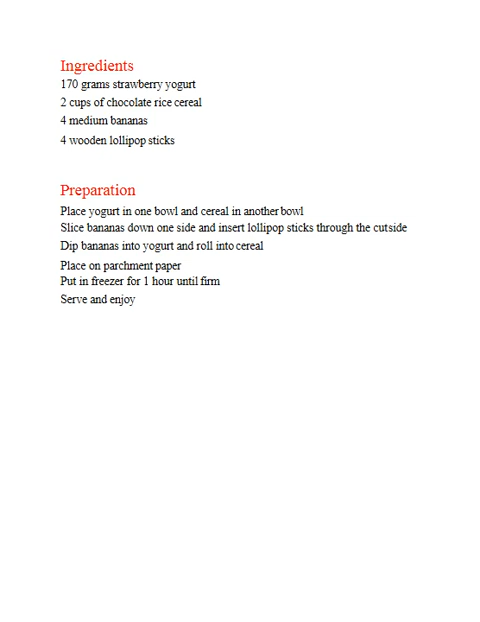 Ingredients
170 grams strawberry yogurt
2 cups of chocolate rice cereal
4 medium bananas
4 wooden lollipop sticks
Preparation
Place yogurt in one bowl and cereal in another bowl
Slice bananas down one side and insert lollipop sticks through the cutside
Dip bananas into yogurt and roll into cereal
Place on parchment paper
Put in freezer for 1 hour until firm
Serve and enjoy